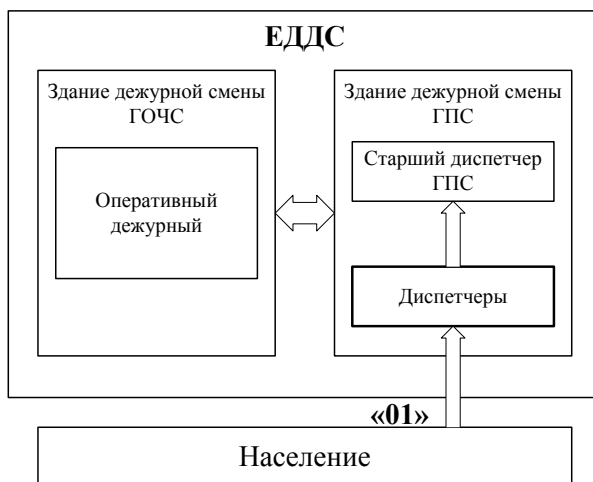 ЕДДС
Здание дежурной смены
ГОЧС
Оперативный
дежурный
Здание дежурной смены
ГПС
Старший диспетчер
ГПС
Диспетчеры
«01»
Население